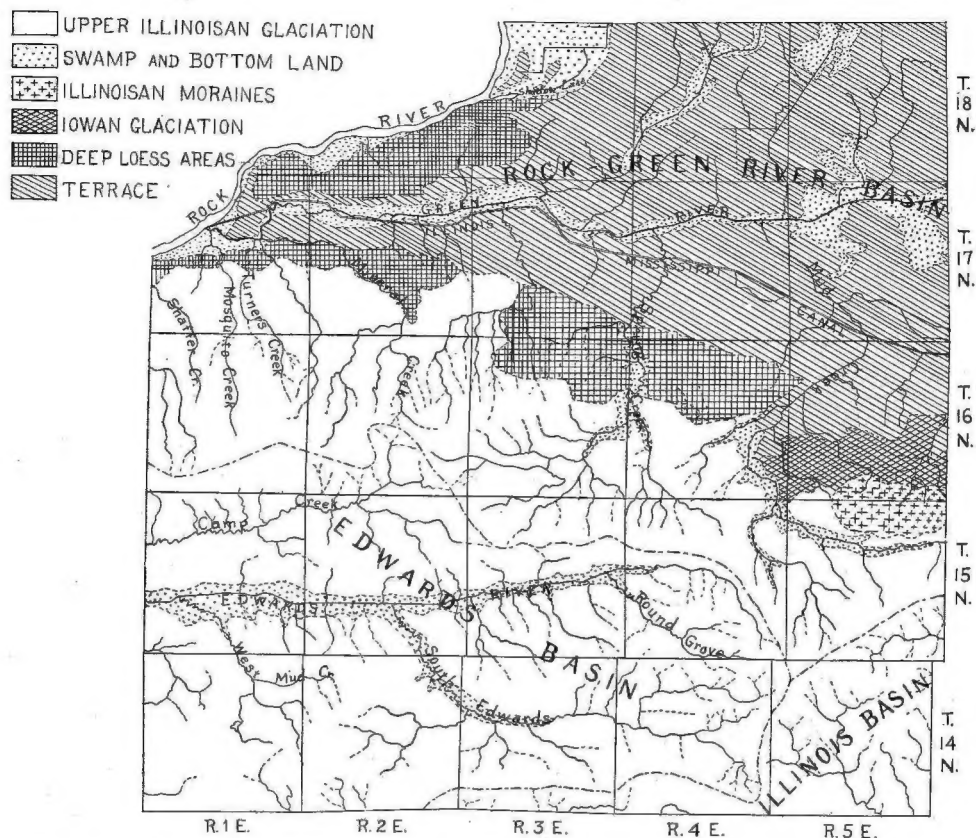 UPPER ILLINOISAN GLACIATION
SWAMP AND BOTTOM LAND
ILLINOISAN MORAINES
IOWAN GLACIATION
DEEP LOESS AREAS
TERRACE
ROCK RIVER
ROCK GREEN RIVER BASIN
GREEN RIVER
ILLINOIS MISSISSIPPI CANAL
Mud Creek
Shaffer Cr.
Mosquito Creek
Turners Creek
Creek
Camp Creek
EDWARDS BASIN
EDWARDS RIVER
Round Grove
West Mud Cr.
South Edwards
ILLINOIS BASIN
T. 18 N.
T. 17 N.
T. 16 N.
T. 15 N.
T. 14 N.
R.1 E. R.2 E. R.3 E. R.4 E. R.5 E.